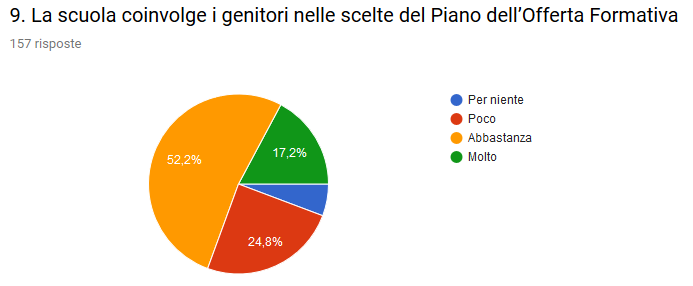 9. La scuola coinvolge i genitori nelle scelte del Piano dell’Offerta Formativa
157 risposte
Per niente
Poco
Abbastanza
Molto
52,2%
17,2%
24,8%